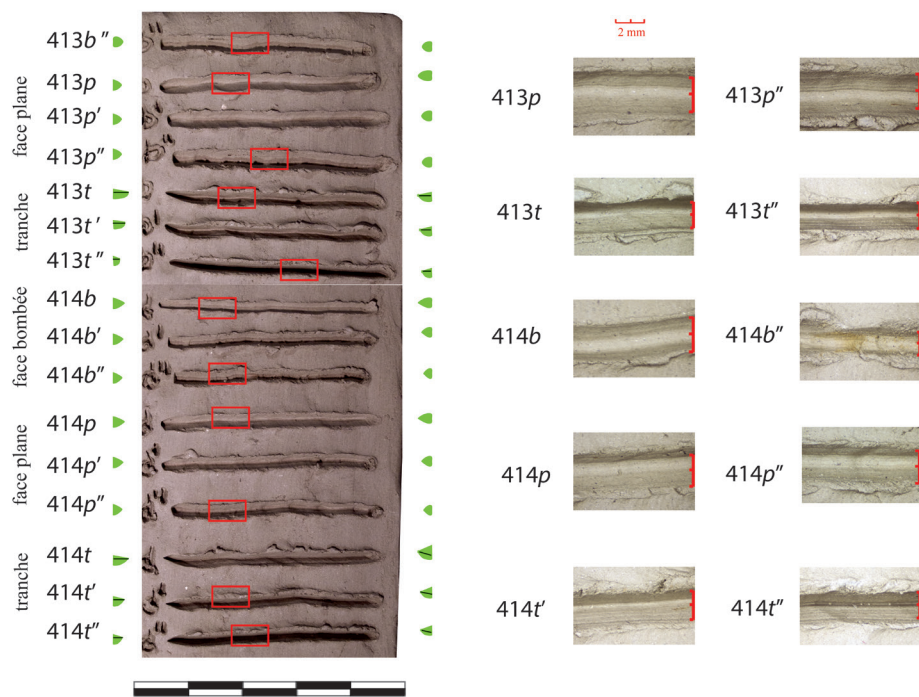 413b″
413p
413p′
413p″
413t
413t′
413t″
414b
414b′
414b″
414p
414p′
414p″
414t
414t′
414t″
face plane
tranche
face bombée
face plane
tranche
2 mm
413p
413p″
413t
413t″
414b
414b″
414p
414p″
414t′
414t″